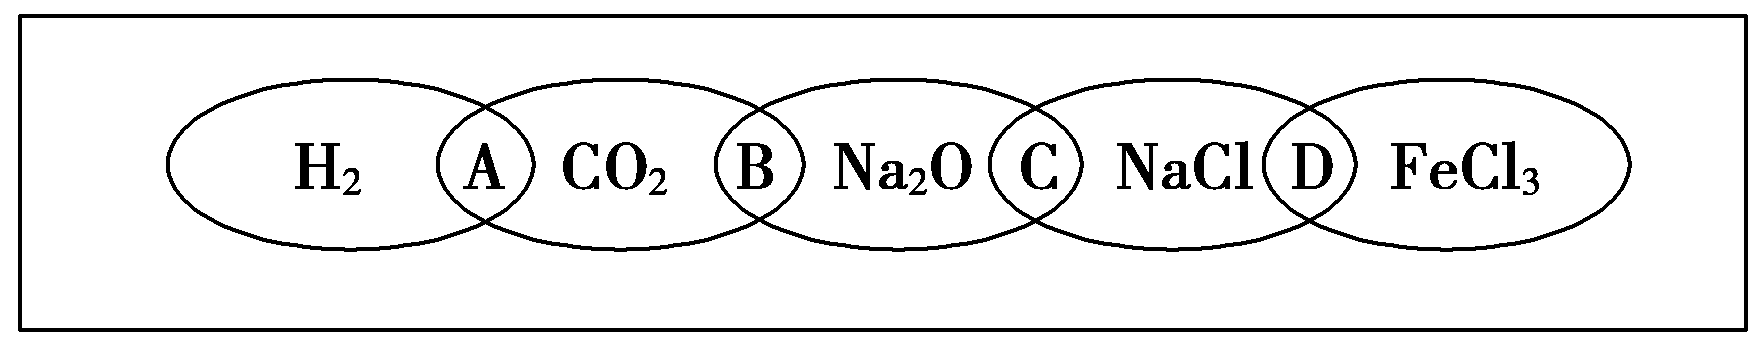 H₂ A CO₂ B Na₂O C NaCl D FeCl₃